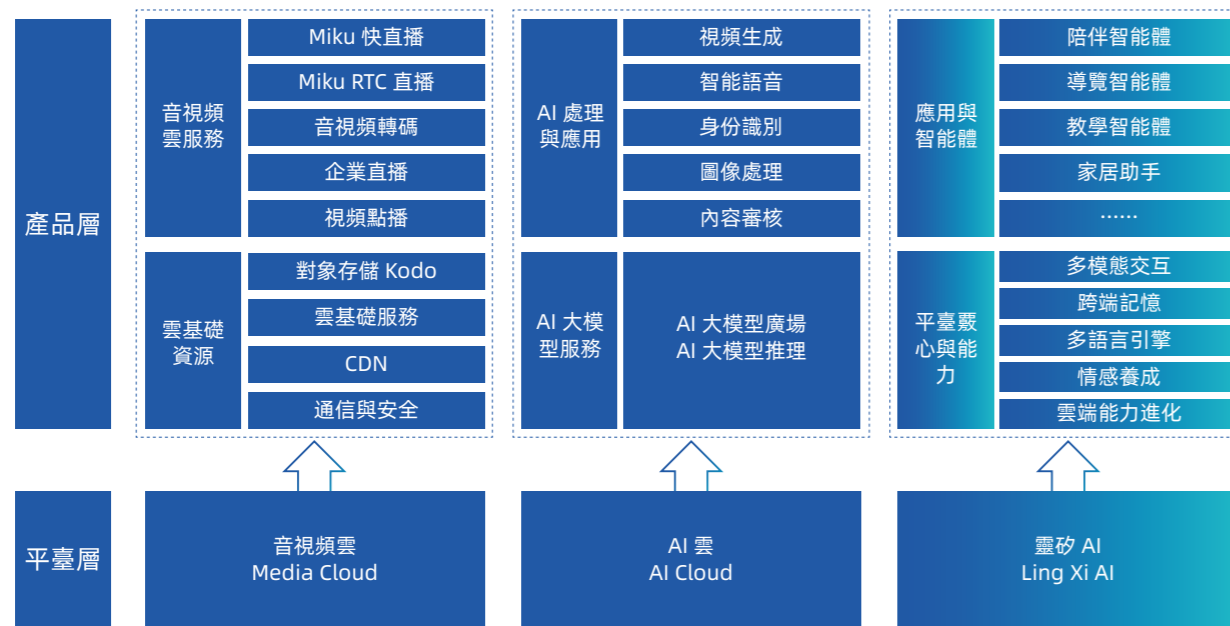 產品層
音視頻
雲服務
Miku 快直播
Miku RTC 直播
音視頻轉碼
企業直播
視頻點播
雲基礎
資源
對象存儲 Kodo
雲基礎服務
CDN
通信與安全
AI 處理
與應用
視頻生成
智能語音
身份識別
圖像處理
內容審核
AI 大模
型服務
AI 大模型廣場
AI 大模型推理
應用與
智能體
陪伴智能體
導覽智能體
教學智能體
家居助手
……
平臺覈
心與能
力
多模態交互
跨端記憶
多語言引擎
情感養成
雲端能力進化
平臺層
音視頻雲
Media Cloud
AI 雲
AI Cloud
靈矽 AI
Ling Xi AI